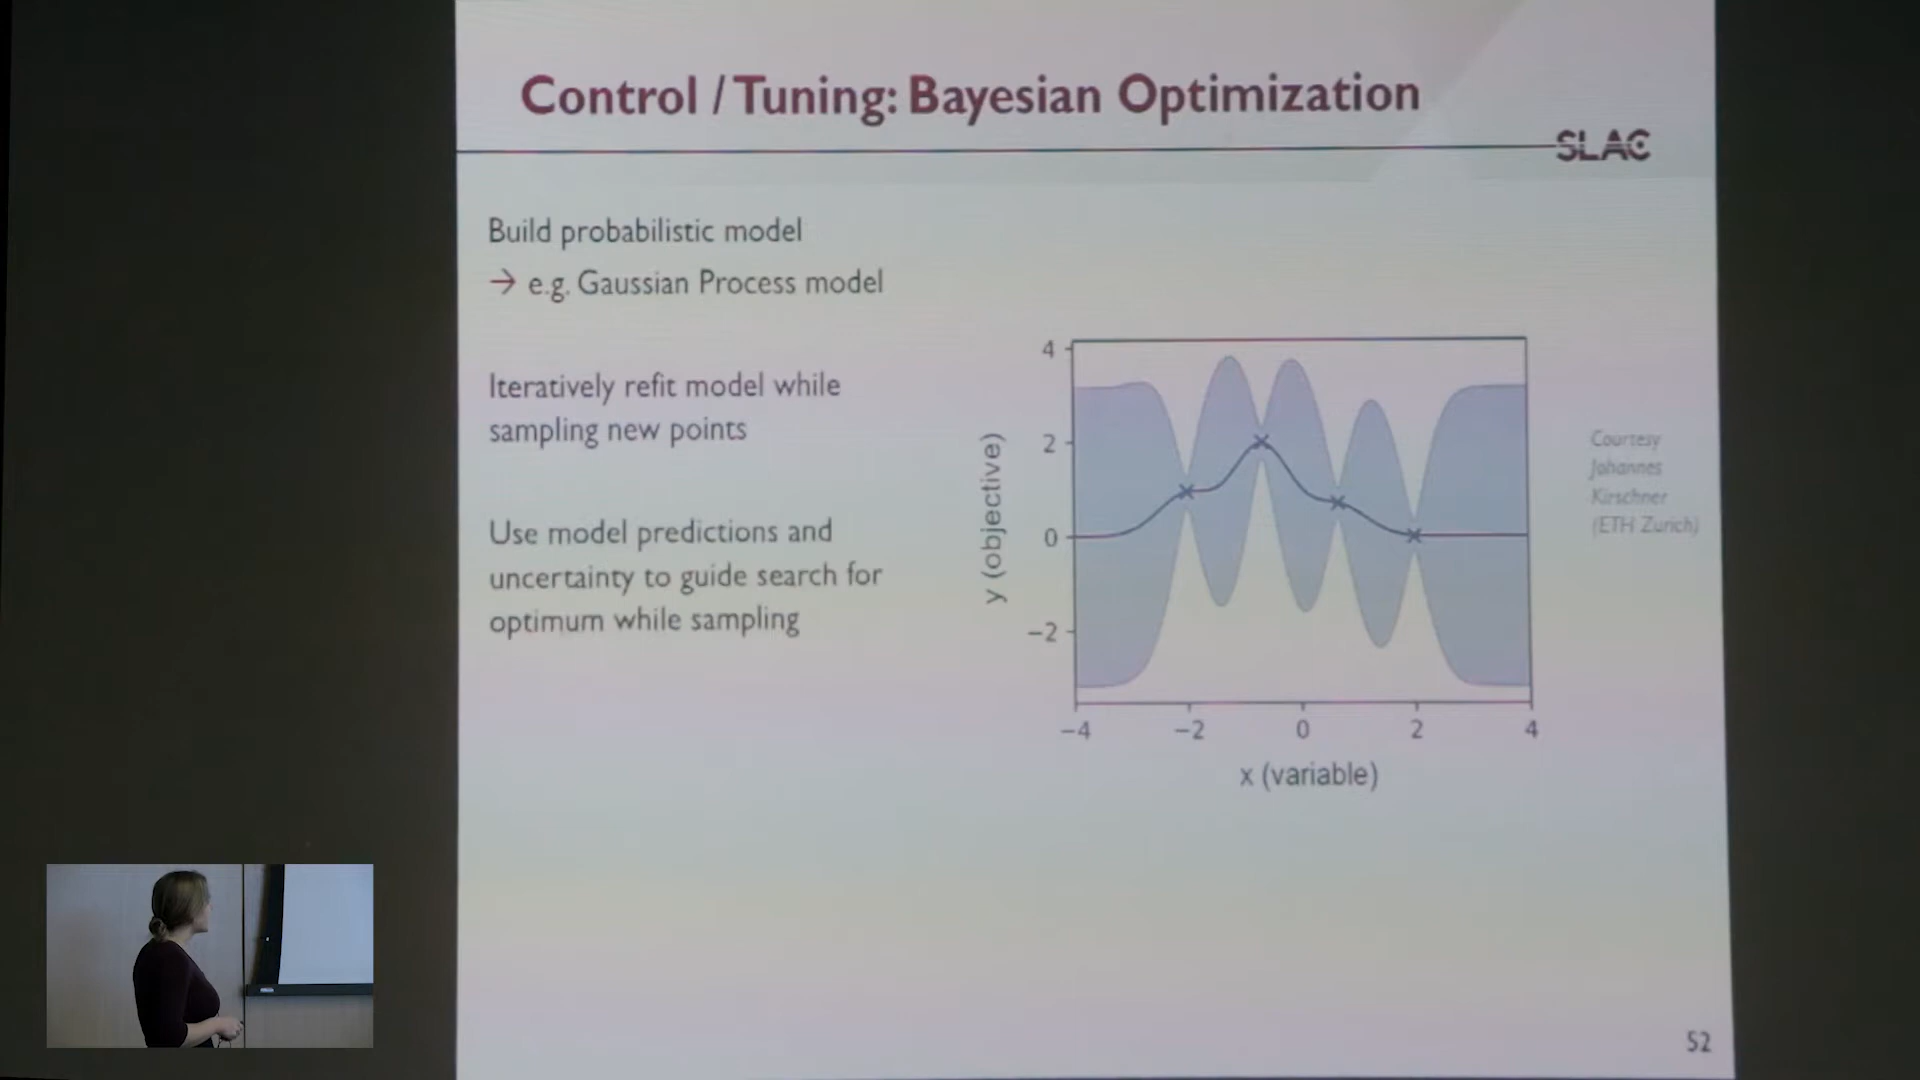 Control / Tuning: Bayesian Optimization
SLAC
Build probabilistic model
→ e.g. Gaussian Process model
Iteratively refit model while
sampling new points
Use model predictions and
uncertainty to guide search for
optimum while sampling
4
2
0
−2
y (objective)
−4 −2 0 2 4
x (variable)
Courtesy
Johannes
Kirschner
(ETH Zurich)
52